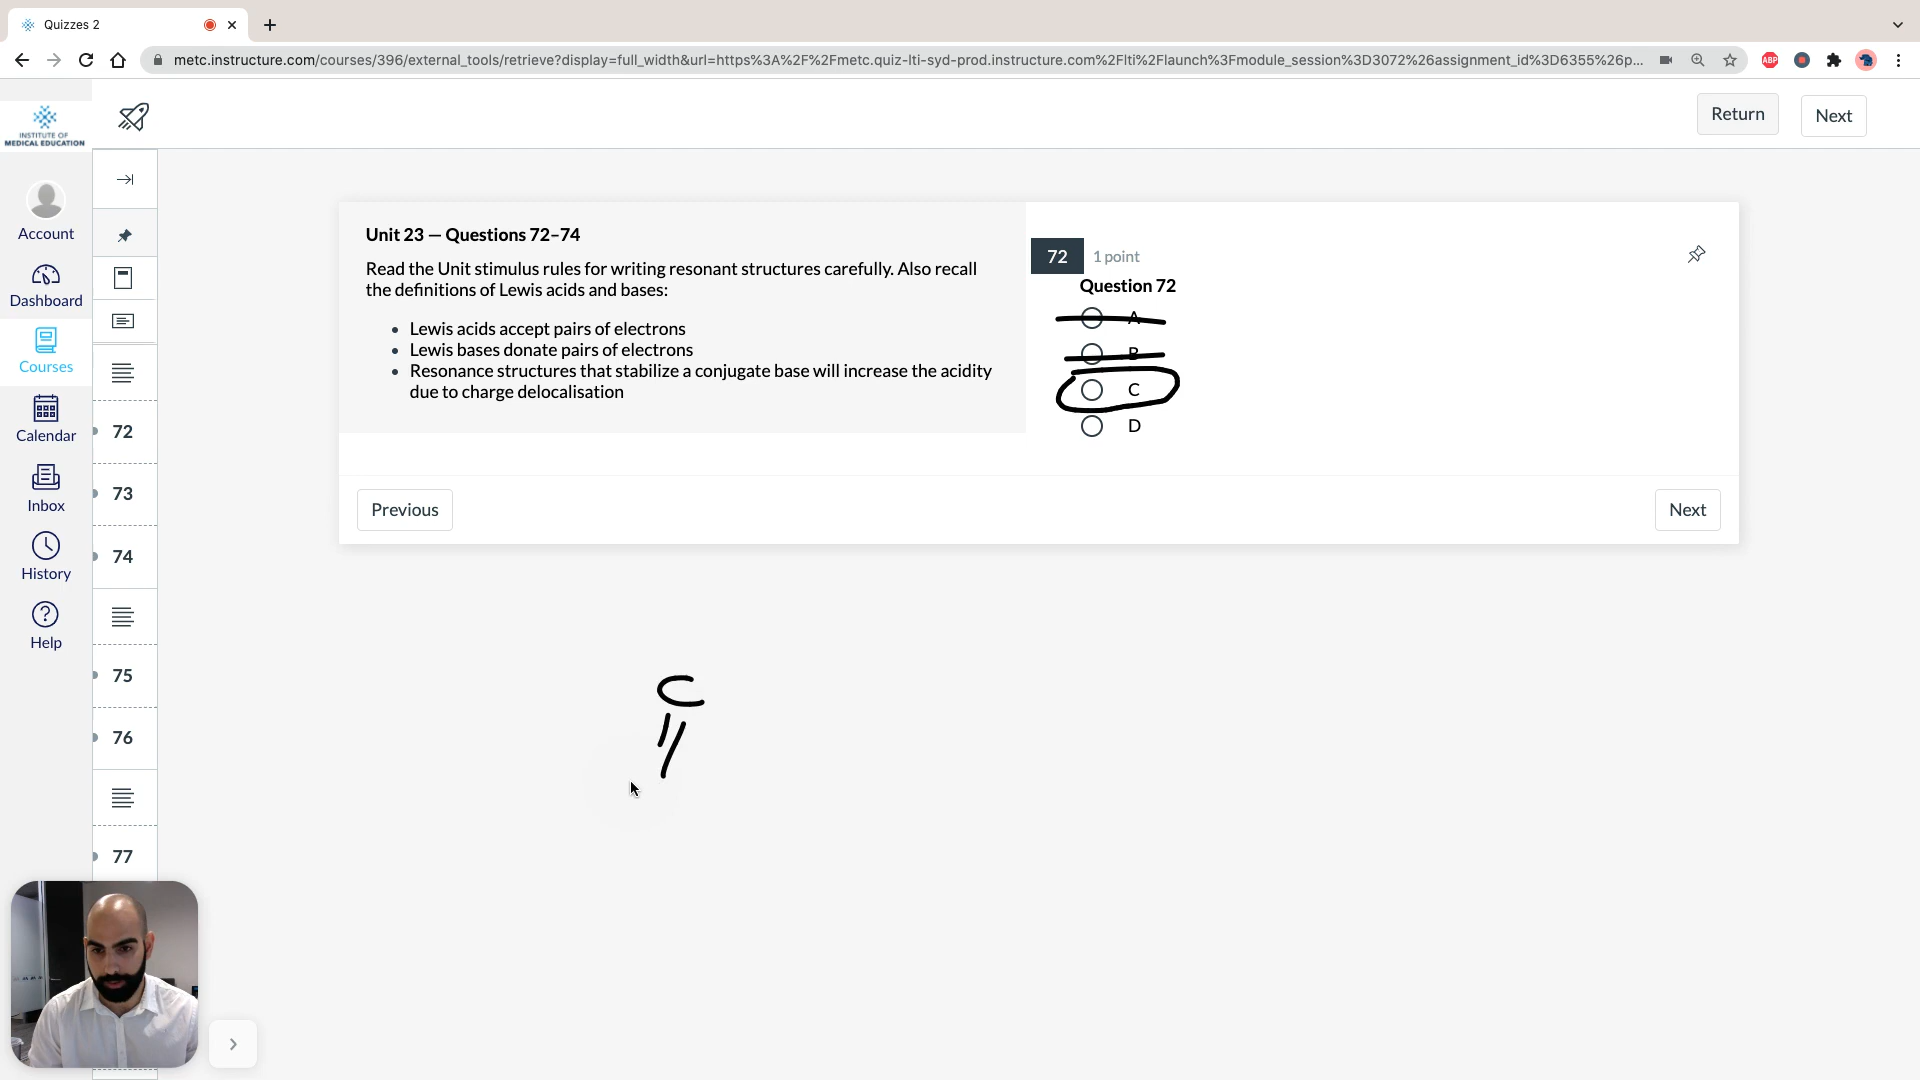 Quizzes 2
metc.instructure.com/courses/396/external_tools/retrieve?display=full_width&url=https%3A%2F%2Fmetc.quiz-lti-syd-prod.instructure.com%2Flti%2Flaunch%3Fmodule_session%3D3072%26assignment_id%3D6355%26p...
ABP
INSTITUTE OF
MEDICAL EDUCATION
Return
Next
Account
Dashboard
Courses
Calendar
Inbox
History
Help
72
73
74
75
76
77
Unit 23 — Questions 72–74
Read the Unit stimulus rules for writing resonant structures carefully. Also recall
the definitions of Lewis acids and bases:
• Lewis acids accept pairs of electrons
• Lewis bases donate pairs of electrons
• Resonance structures that stabilize a conjugate base will increase the acidity
due to charge delocalisation
72
1 point
Question 72
A
B
C
D
Previous
Next
C